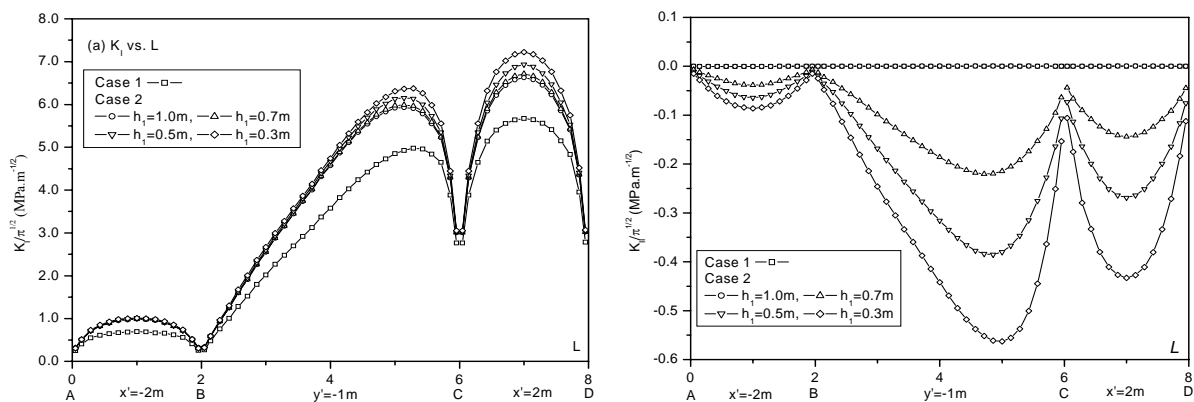 8.0
7.0
6.0
5.0
4.0
3.0
2.0
1.0
0.0
K_I/π^1/2 (MPa.m^-1/2)
(a) K_I vs. L
Case 1 —□—
Case 2
—○— h_1=1.0m, —△— h_1=0.7m
—▽— h_1=0.5m —◇— h_1=0.3m
L
0 2 4 6 8
A x'=-2m B y'=-1m C x'=2m D
0.1
0.0
-0.1
-0.2
-0.3
-0.4
-0.5
-0.6
K_II/π^1/2 (MPa.m^-1/2)
Case 1 —□—
Case 2
—○— h_1=1.0m, —△— h_1=0.7m
—▽— h_1=0.5m, —◇— h_1=0.3m
L
0 2 4 6 8
A x'=-2m B y'=-1m C x'=2m D